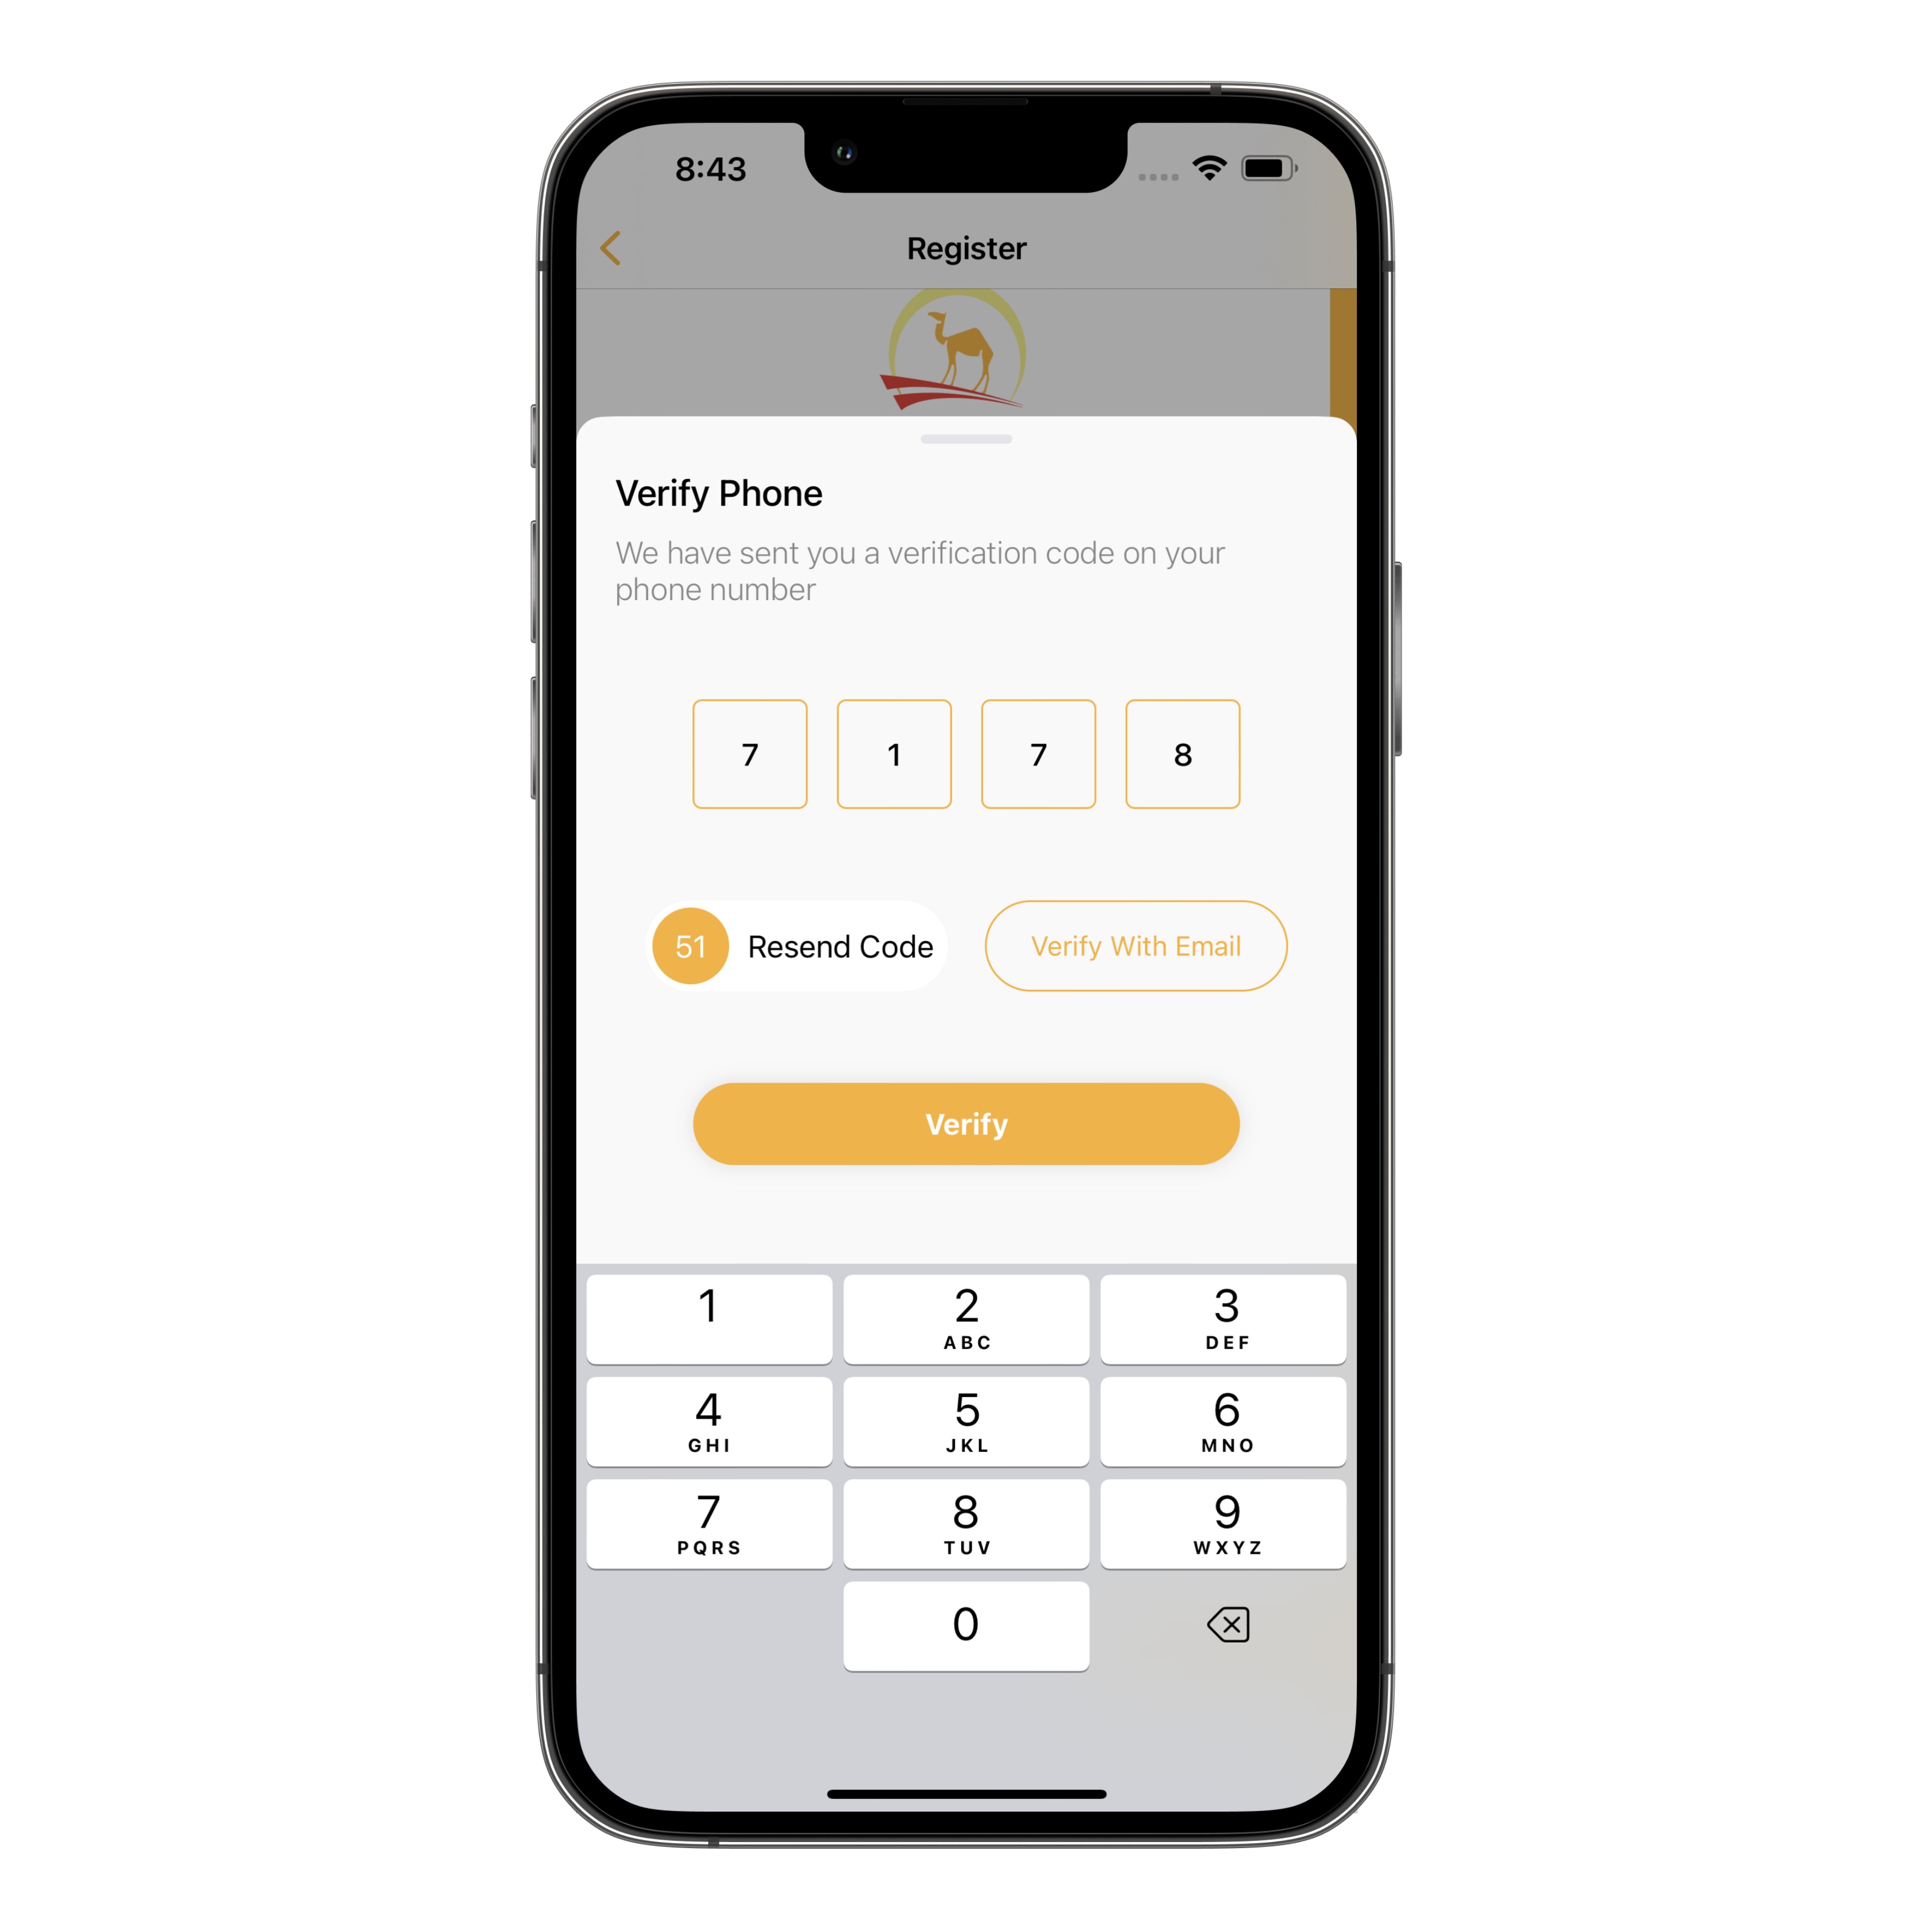 8:43
Register
Verify Phone
We have sent you a verification code on your
phone number
7 1 7 8
51 Resend Code Verify With Email
Verify
1 2 3
ABC DEF
4 5 6
GHI JKL MNO
7 8 9
PQRS TUV WXYZ
0